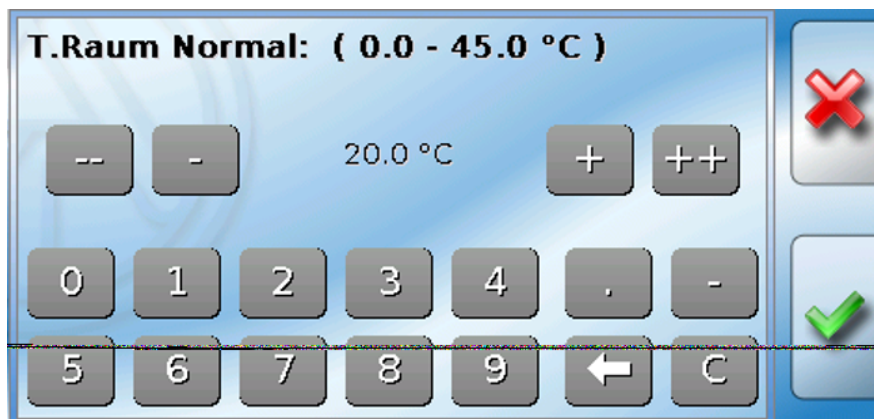 T.Raum Normal: ( 0.0 - 45.0 °C )
-- - 20.0 °C + ++
0 1 2 3 4 . -
5 6 7 8 9 C